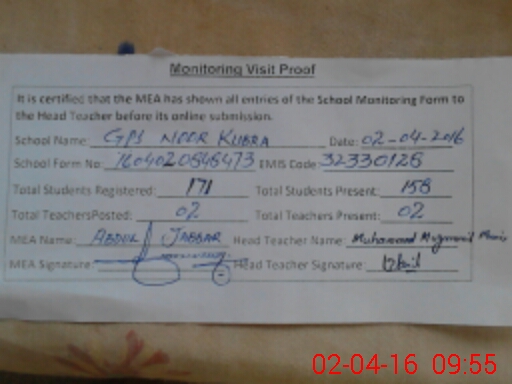 Monitoring Visit Proof
It is certified that the MEA has shown all entries of the School Monitoring Form to
the Head Teacher before its online submission.
School Name: GPS NOOR KUBRA Date: 02-04-2016
School Form No: 1604020848473 EMIS Code: 32330128
Total Students Registered: 171 Total Students Present: 158
Total TeachersPosted: 02 Total Teachers Present: 02
MEA Name: ABDUL JABBAR Head Teacher Name: Muhammad
MEA Signature: Head Teacher Signature:
02-04-16 09:55